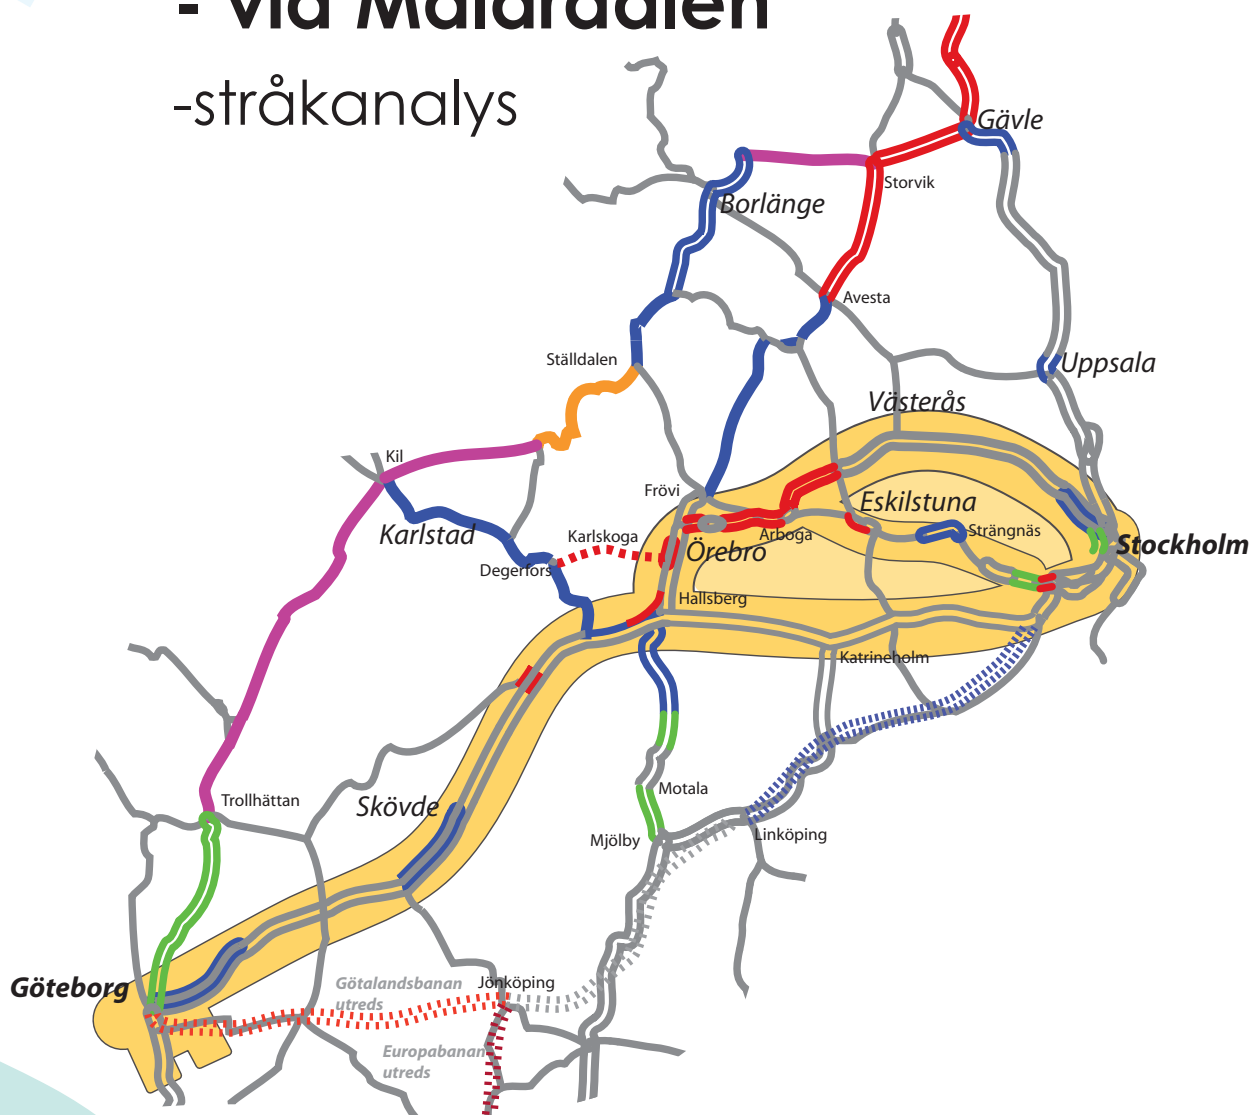 - via Mälardalen
-stråkanalys
Gävle
Storvik
Borlänge
Avesta
Ställdalen
Uppsala
Västerås
Kil
Frövi
Eskilstuna
Karlstad
Karlskoga
Arboga
Strängnäs
Örebro
Stockholm
Degerfors
Hallsberg
Katrineholm
Motala
Trollhättan
Skövde
Mjölby
Linköping
Göteborg
Götalandsbanan
utreds
Jönköping
Europabanan
utreds